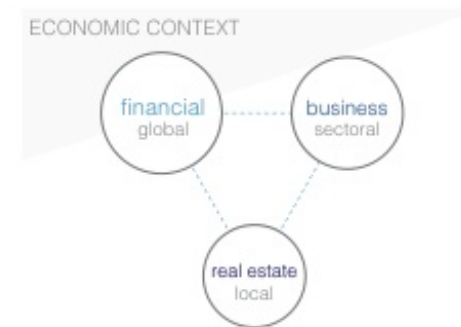 ECONOMIC CONTEXT
financial
global
business
sectoral
real estate
local